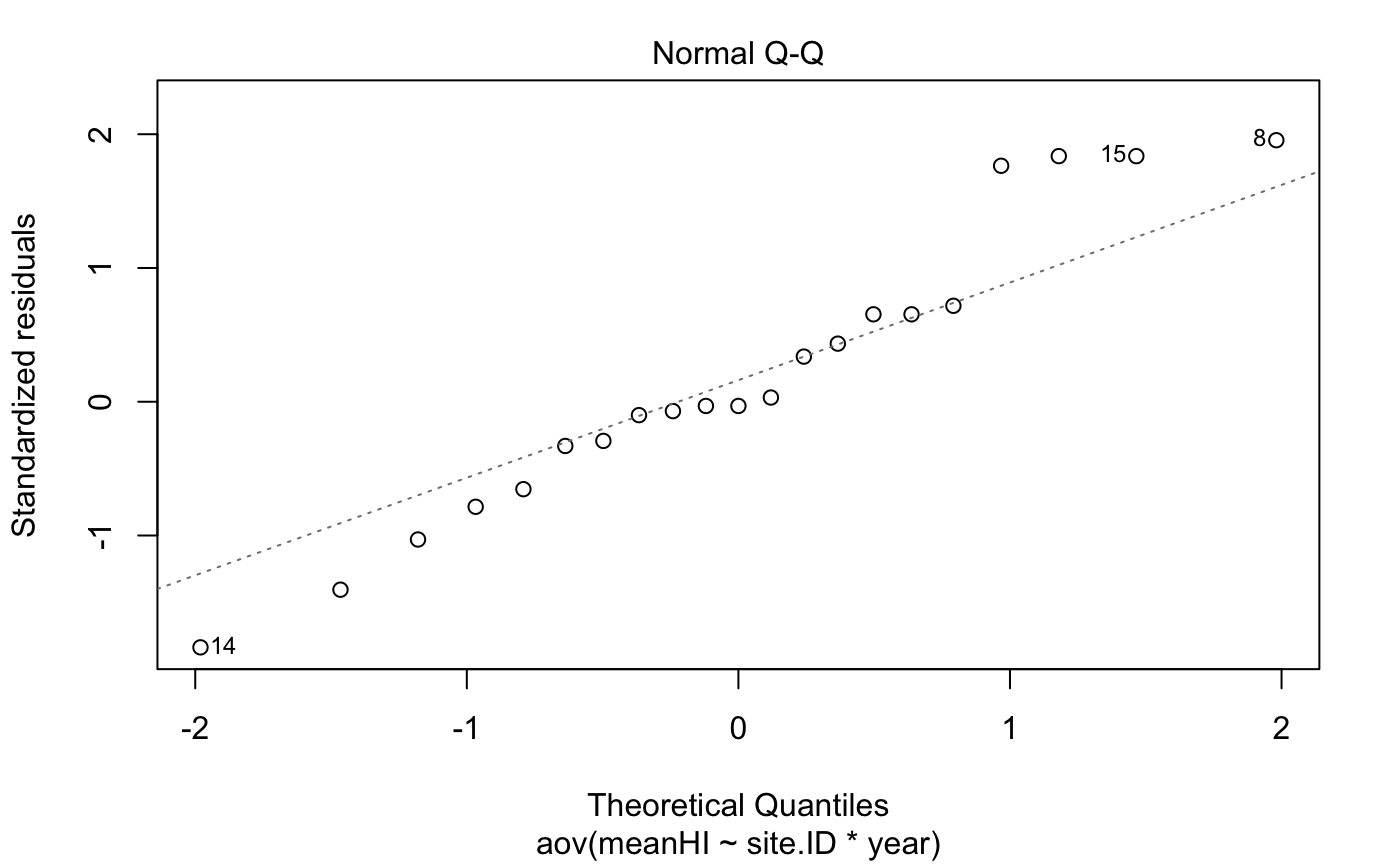 Normal Q-Q
Standardized residuals
2
1
0
-1
8
15
14
-2 -1 0 1 2
Theoretical Quantiles
aov(meanHI ~ site.ID * year)